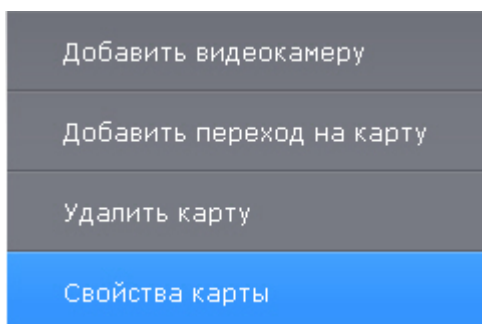 Добавить видеокамеру
Добавить переход на карту
Удалить карту
Свойства карты